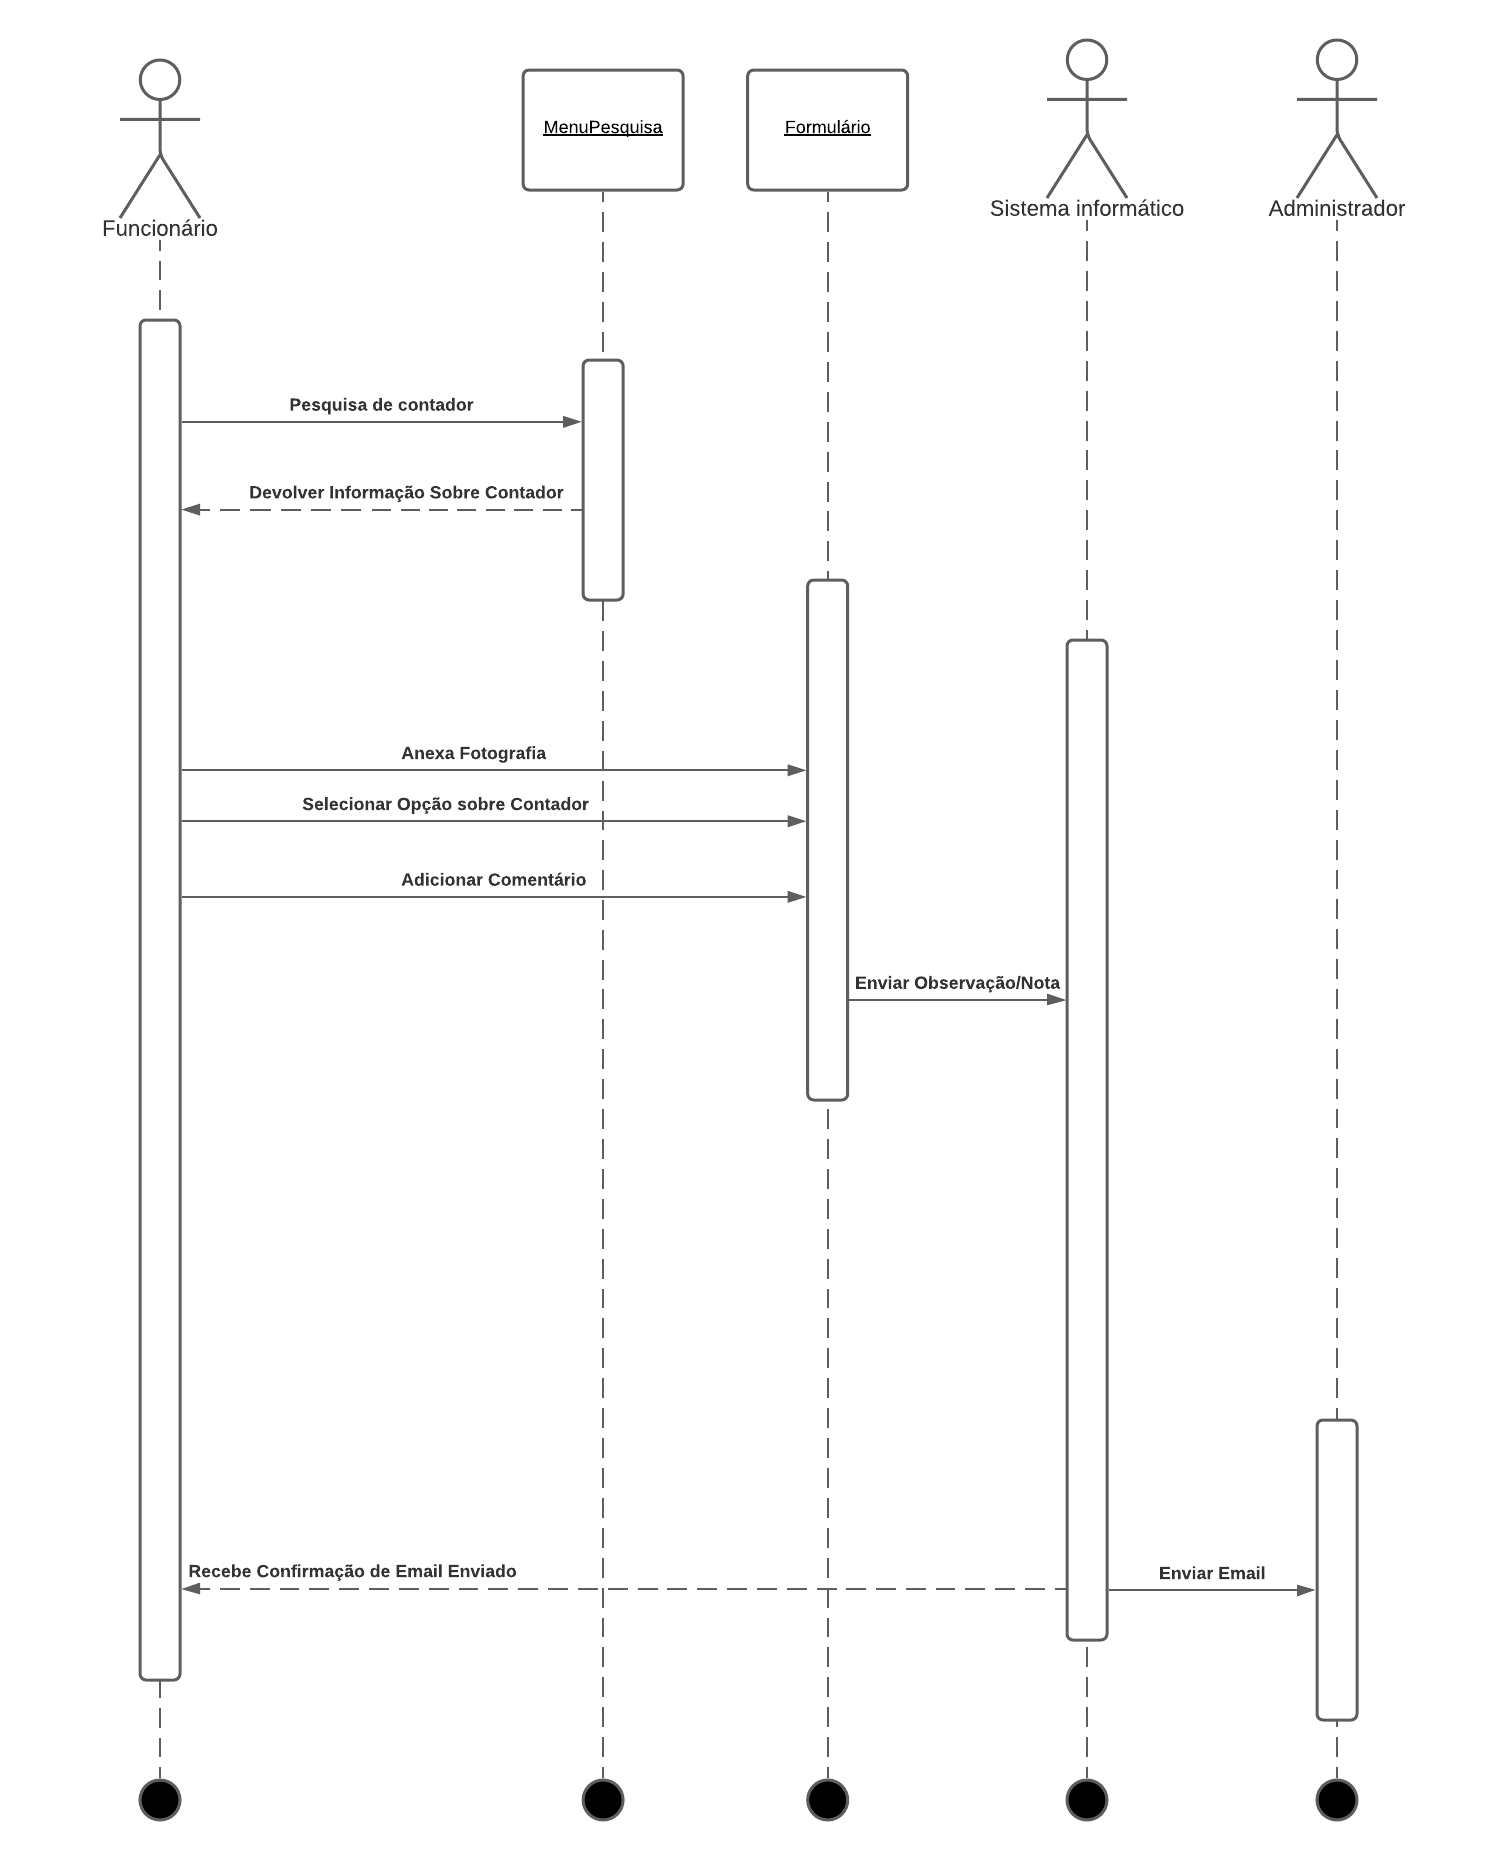 MenuPesquisa
Formulário
Sistema informático
Administrador
Funcionário
Pesquisa de contador
Devolver Informação Sobre Contador
Anexa Fotografia
Selecionar Opção sobre Contador
Adicionar Comentário
Enviar Observação/Nota
Recebe Confirmação de Email Enviado
Enviar Email